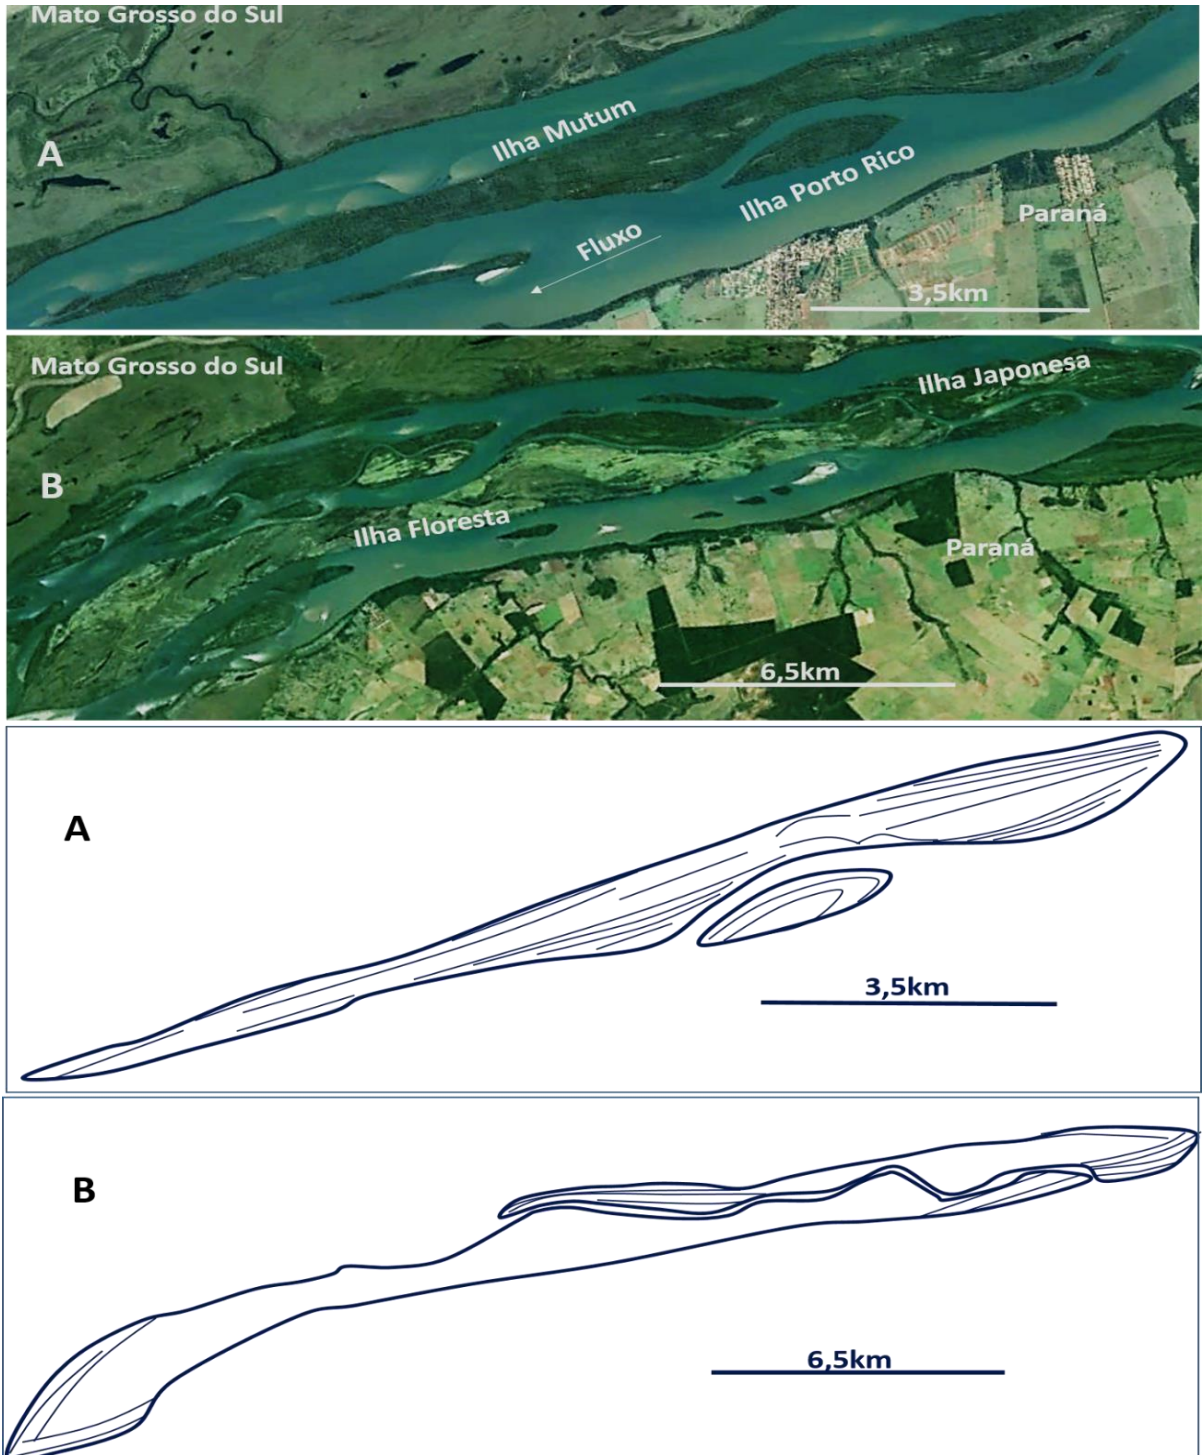 Mato Grosso do Sul
A
Ilha Mutum
Ilha Porto Rico
Fluxo
Paraná
3,5km
Mato Grosso do Sul
Ilha Japonesa
B
Ilha Floresta
Paraná
6,5km
A
3,5km
B
6,5km